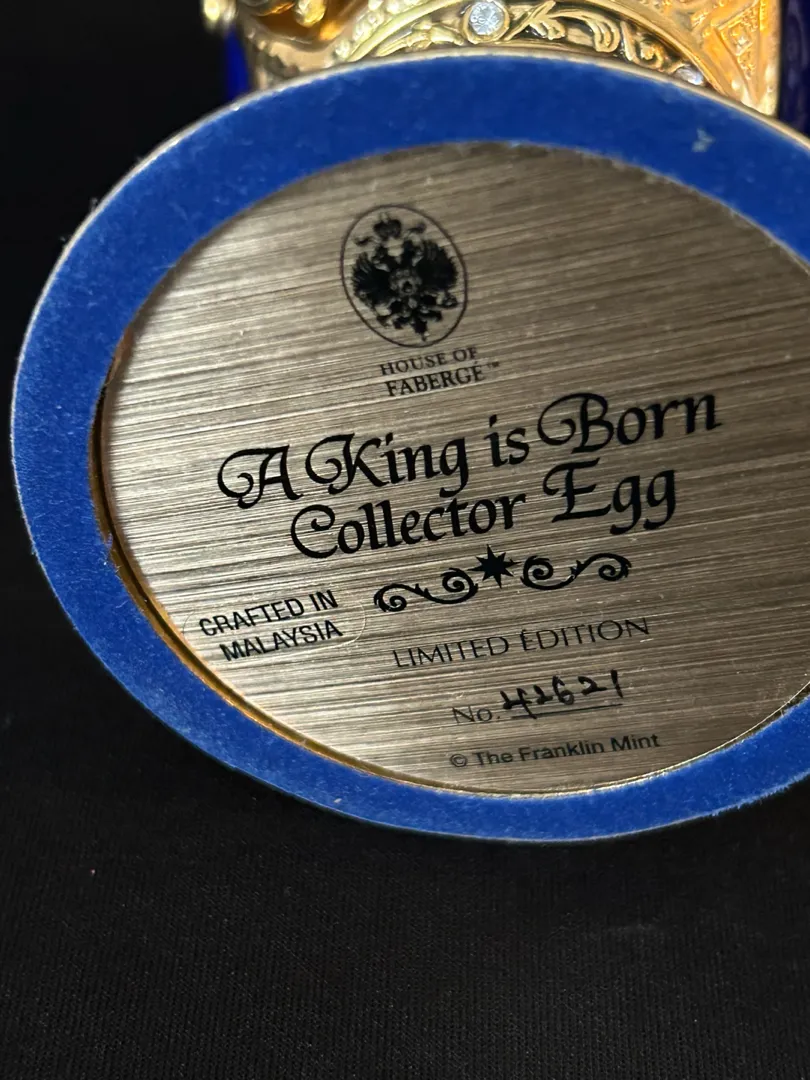 HOUSE OF
FABERGÉ™
A King is Born
Collector Egg
CRAFTED IN
MALAYSIA
LIMITED EDITION
No. 42621
© The Franklin Mint